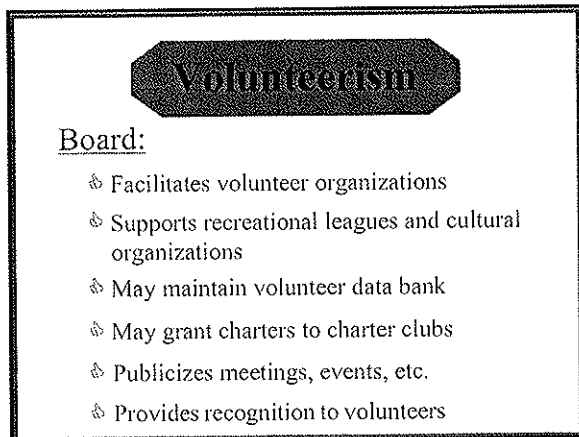 Volunteerism
Board:
Facilitates volunteer organizations
Supports recreational leagues and cultural
organizations
May maintain volunteer data bank
May grant charters to charter clubs
Publicizes meetings, events, etc.
Provides recognition to volunteers